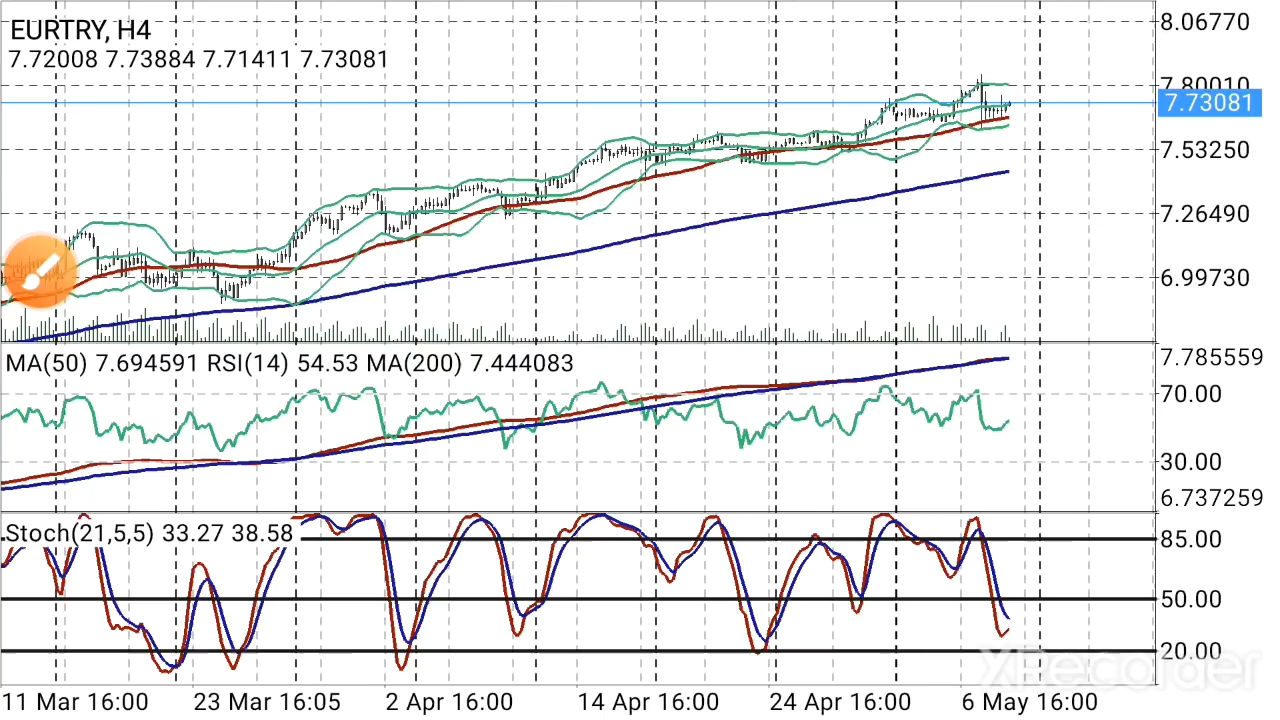 EURTRY, H4
7.72008 7.73884 7.71411 7.73081
8.06770
7.80010
7.73081
7.53250
7.26490
6.99730
MA(50) 7.694591 RSI(14) 54.53 MA(200) 7.444083
7.785559
70.00
30.00
6.737259
Stoch(21,5,5) 33.27 38.58
85.00
50.00
20.00
XRecorder
11 Mar 16:00 23 Mar 16:05 2 Apr 16:00 14 Apr 16:00 24 Apr 16:00 6 May 16:00